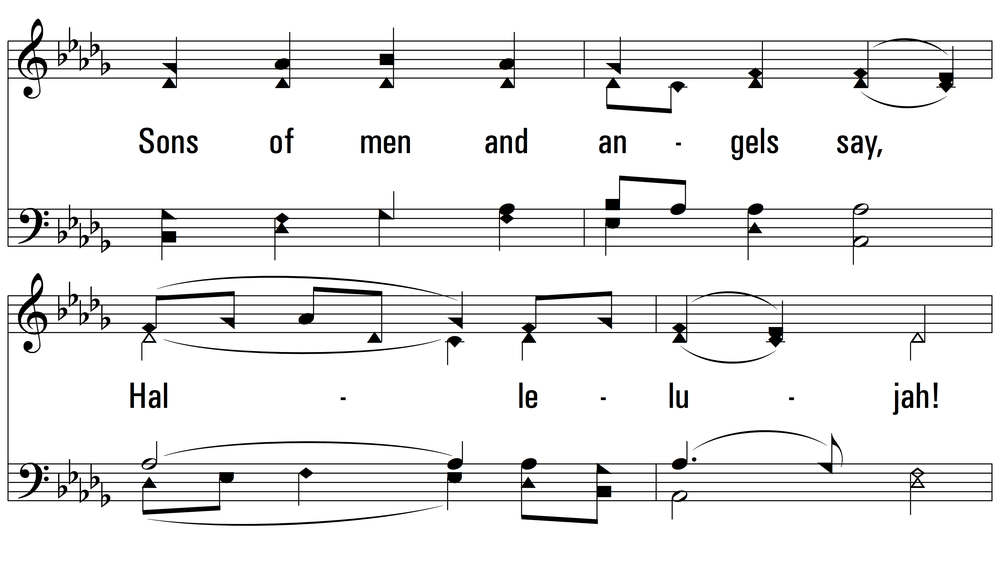 Sons of men and an - gels say,
Hal - le - lu - jah!